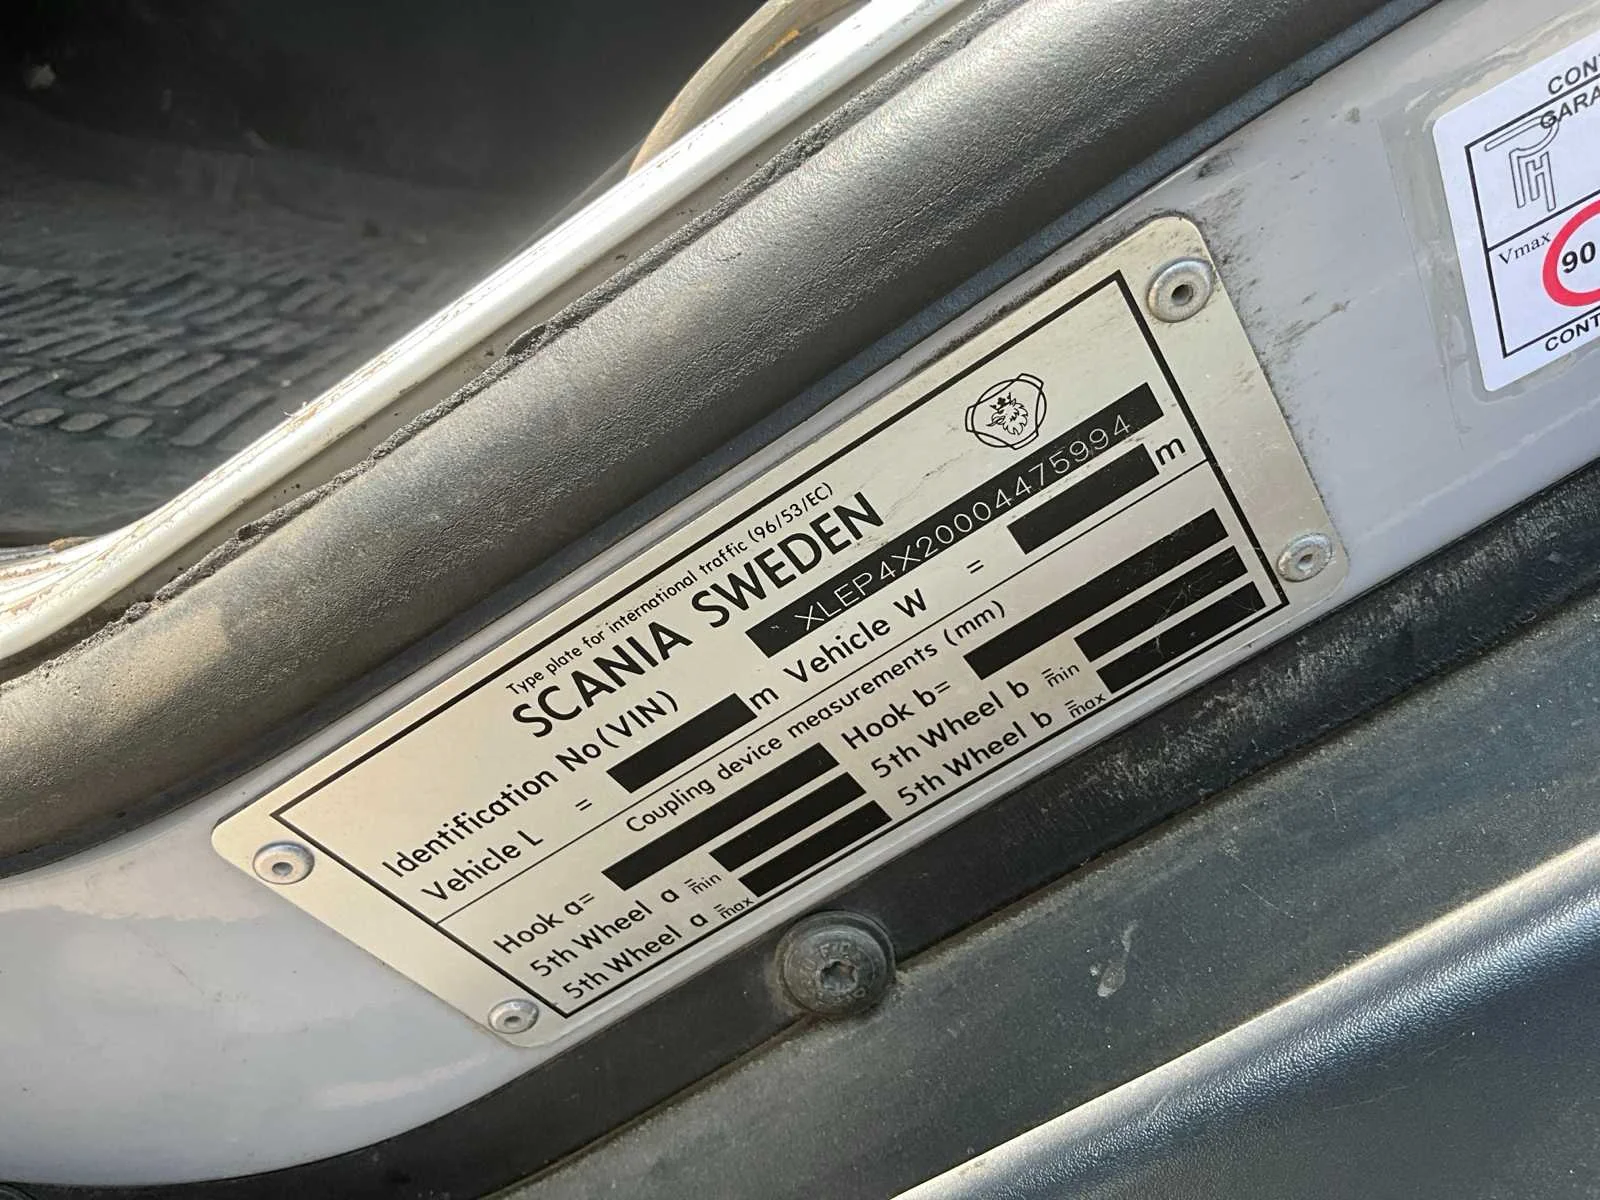 Type plate for international traffic (96/53/EC)
SCANIA SWEDEN
Identification No (VIN) XLEP4X20004475994
Vehicle L = m Vehicle W = m
Coupling device measurements (mm)
Hook a= Hook b=
5th Wheel a = min 5th Wheel b = min
5th Wheel a = max 5th Wheel b = max
Vmax
90